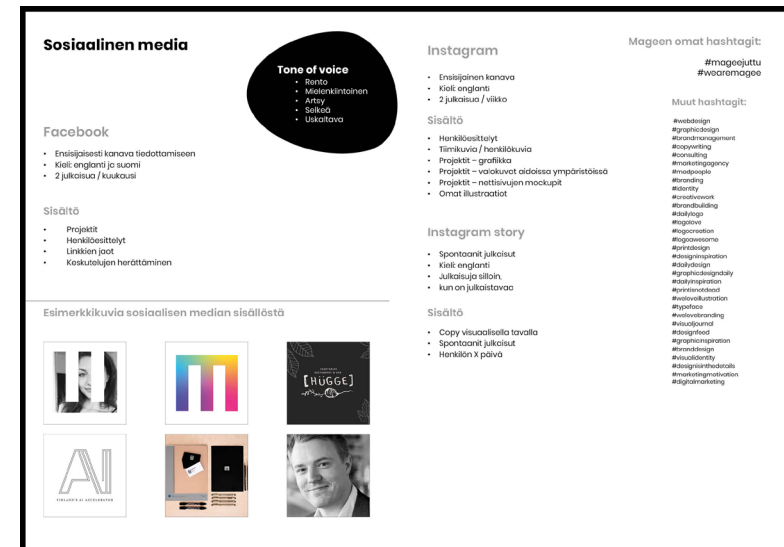 Sosiaalinen media
Tone of voice
• Rento
• Mielenkiintoinen
• Artsy
• Selkeä
• Uskaltava
Facebook
• Ensisijaisesti kanava tiedottamiseen
• Kieli: englanti ja suomi
• 2 julkaisua / kuukausi
Sisältö
• Projektit
• Henkilöesittelyt
• Linkkien jaot
• Keskutelujen herättäminen
Esimerkkikuvia sosiaalisen median sisällöstä
[HÜGGE]
AI
FINLAND'S AI ACCELERATOR
Instagram
• Ensisijainen kanava
• Kieli: englanti
• 2 julkaisua / viikko
Sisältö
• Henkilöesittelyt
• Tiimikuvia / henkilökuvia
• Projektit – grafiikka
• Projektit – valokuvat aidoissa ympäristöissä
• Projektit – nettisivujen mockupit
• Omat illustraatiot
Instagram story
• Spontaanit julkaisut
• Kieli: englanti
• Julkaisuja silloin,
• kun on julkaistavaa
Sisältö
• Copy visuaalisella tavalla
• Spontaanit julkaisut
• Henkilön X päivä
Mageen omat hashtagit:
#mageejuttu
#wearemagee
Muut hashtagit:
#webdesign
#graphicdesign
#brandmanagement
#copywriting
#consulting
#marketingagency
#madpeople
#branding
#identity
#creativework
#brandbuilding
#dailylogo
#logolove
#logocreation
#logoawesome
#printdesign
#designinspiration
#dailydesign
#graphicdesigndaily
#dailyinspiration
#printisnotdead
#weloveillustration
#typeface
#welovebranding
#visualjournal
#designfeed
#graphicinspiration
#branddesign
#visualidentity
#designisinthedetails
#marketingmotivation
#digitalmarketing